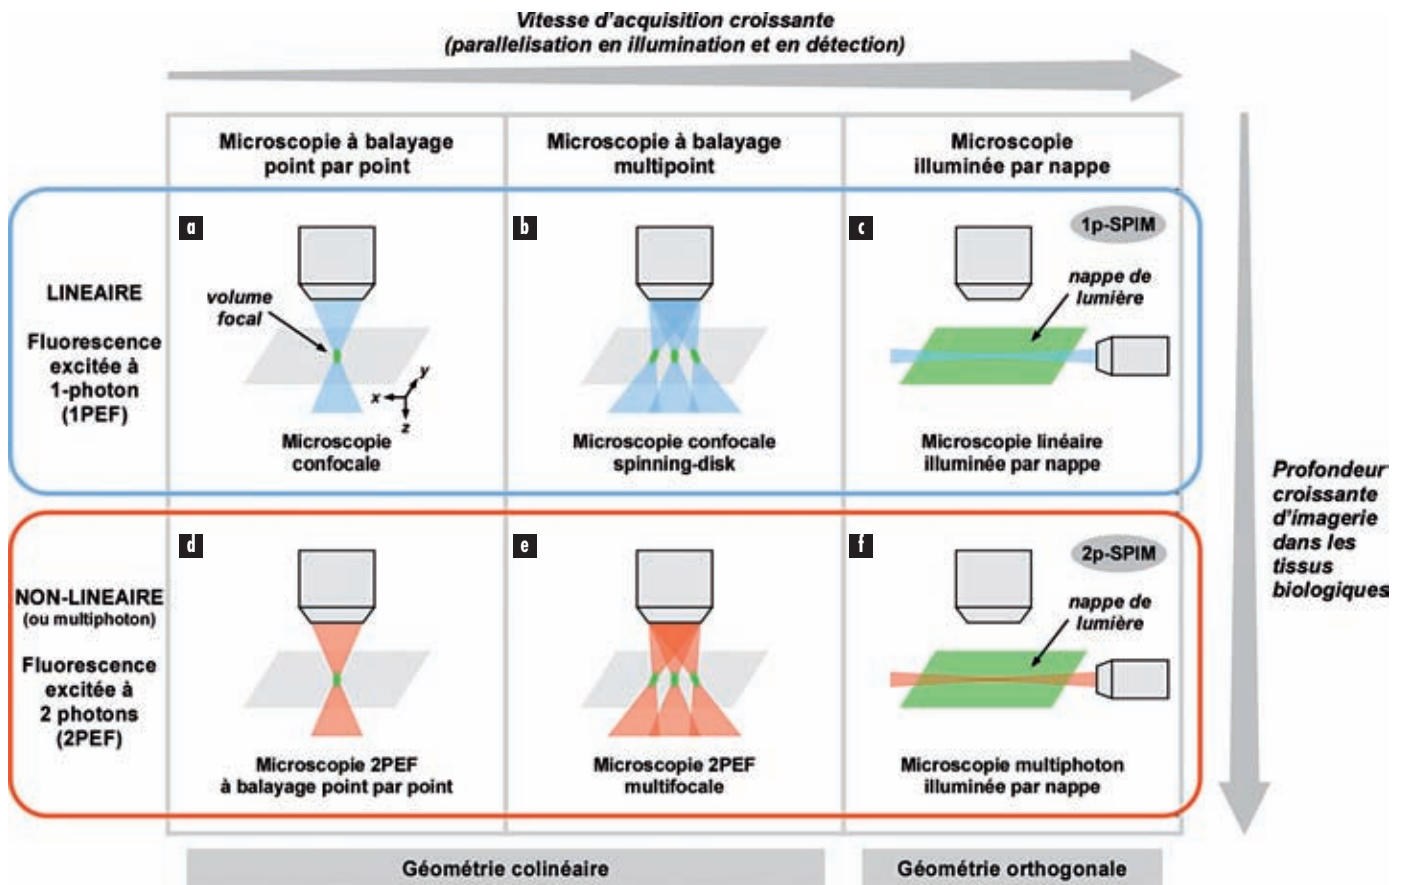 Vitesse d'acquisition croissante
(parallelisation en illumination et en détection)
Microscopie à balayage
point par point
Microscopie à balayage
multipoint
Microscopie
illuminée par nappe
LINEAIRE
Fluorescence
excitée à
1-photon
(1PEF)
a
volume
focal
y
x
z
Microscopie
confocale
b
Microscopie confocale
spinning-disk
c
1p-SPIM
nappe de
lumière
Microscopie linéaire
illuminée par nappe
NON-LINEAIRE
(ou multiphoton)
Fluorescence
excitée à
2 photons
(2PEF)
d
Microscopie 2PEF
à balayage point par point
e
Microscopie 2PEF
multifocale
f
2p-SPIM
nappe de
lumière
Microscopie multiphoton
illuminée par nappe
Profondeur
croissante
d'imagerie
dans les
tissus
biologiques
Géométrie colinéaire
Géométrie orthogonale